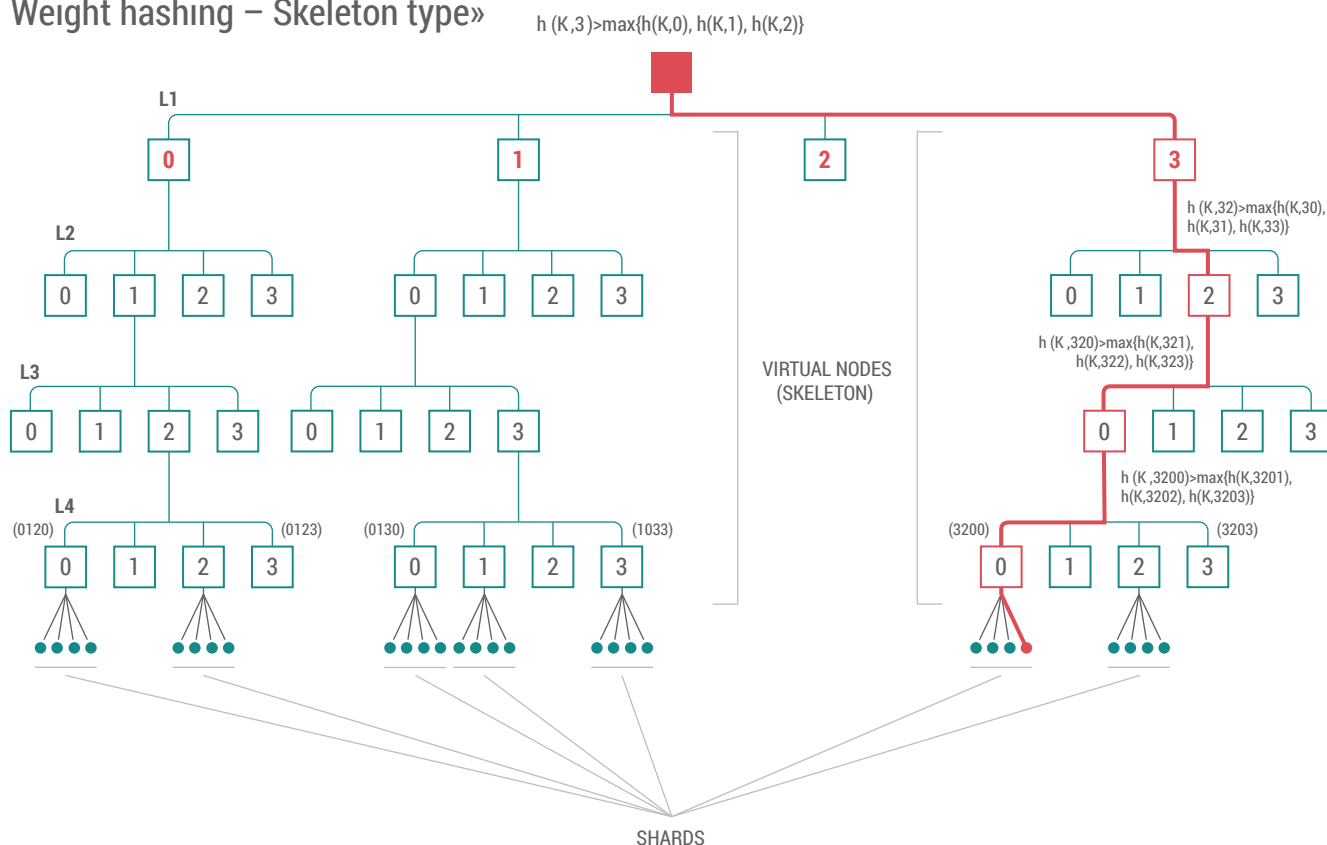 Weight hashing – Skeleton type»
h (K ,3 )>max{h(K,0), h(K,1), h(K,2)}
L1
0 1 2 3
h (K ,32)>max{h(K,30),
h(K,31), h(K,33)}
L2
0 1 2 3 0 1 2 3 0 1 2 3
h (K ,320)>max{h(K,321),
h(K,322), h(K,323)}
VIRTUAL NODES
(SKELETON)
L3
0 1 2 3 0 1 2 3 0 1 2 3
h (K ,3200)>max{h(K,3201),
h(K,3202), h(K,3203)}
L4
(0120) (0123) (0130) (1033) (3200) (3203)
0 1 2 3 0 1 2 3 0 1 2 3
SHARDS